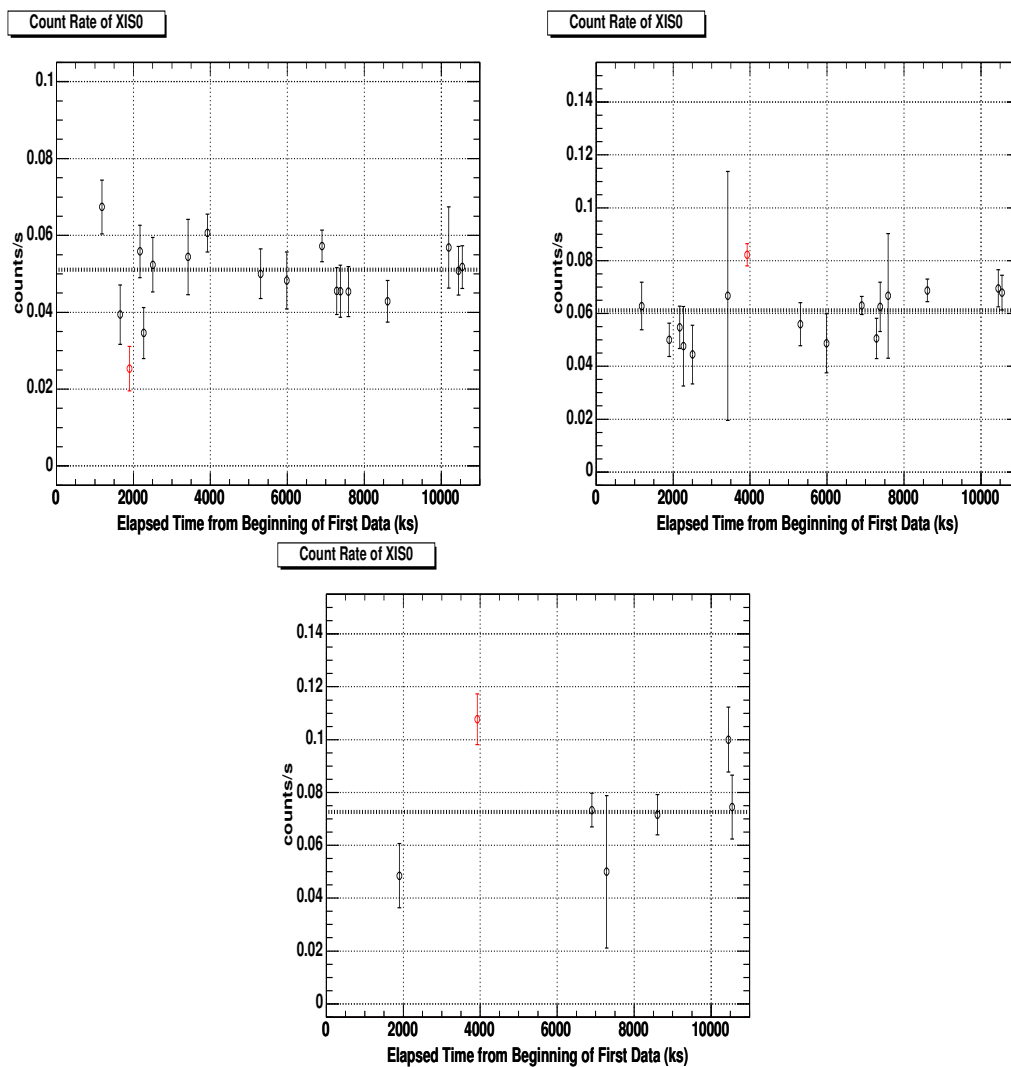 Count Rate of XIS0
counts/s
0.1
0.08
0.06
0.04
0.02
0
0 2000 4000 6000 8000 10000
Elapsed Time from Beginning of First Data (ks)
Count Rate of XIS0
counts/s
0.14
0.12
0.1
0.08
0.06
0.04
0.02
0
0 2000 4000 6000 8000 10000
Elapsed Time from Beginning of First Data (ks)
Count Rate of XIS0
counts/s
0.14
0.12
0.1
0.08
0.06
0.04
0.02
0
0 2000 4000 6000 8000 10000
Elapsed Time from Beginning of First Data (ks)